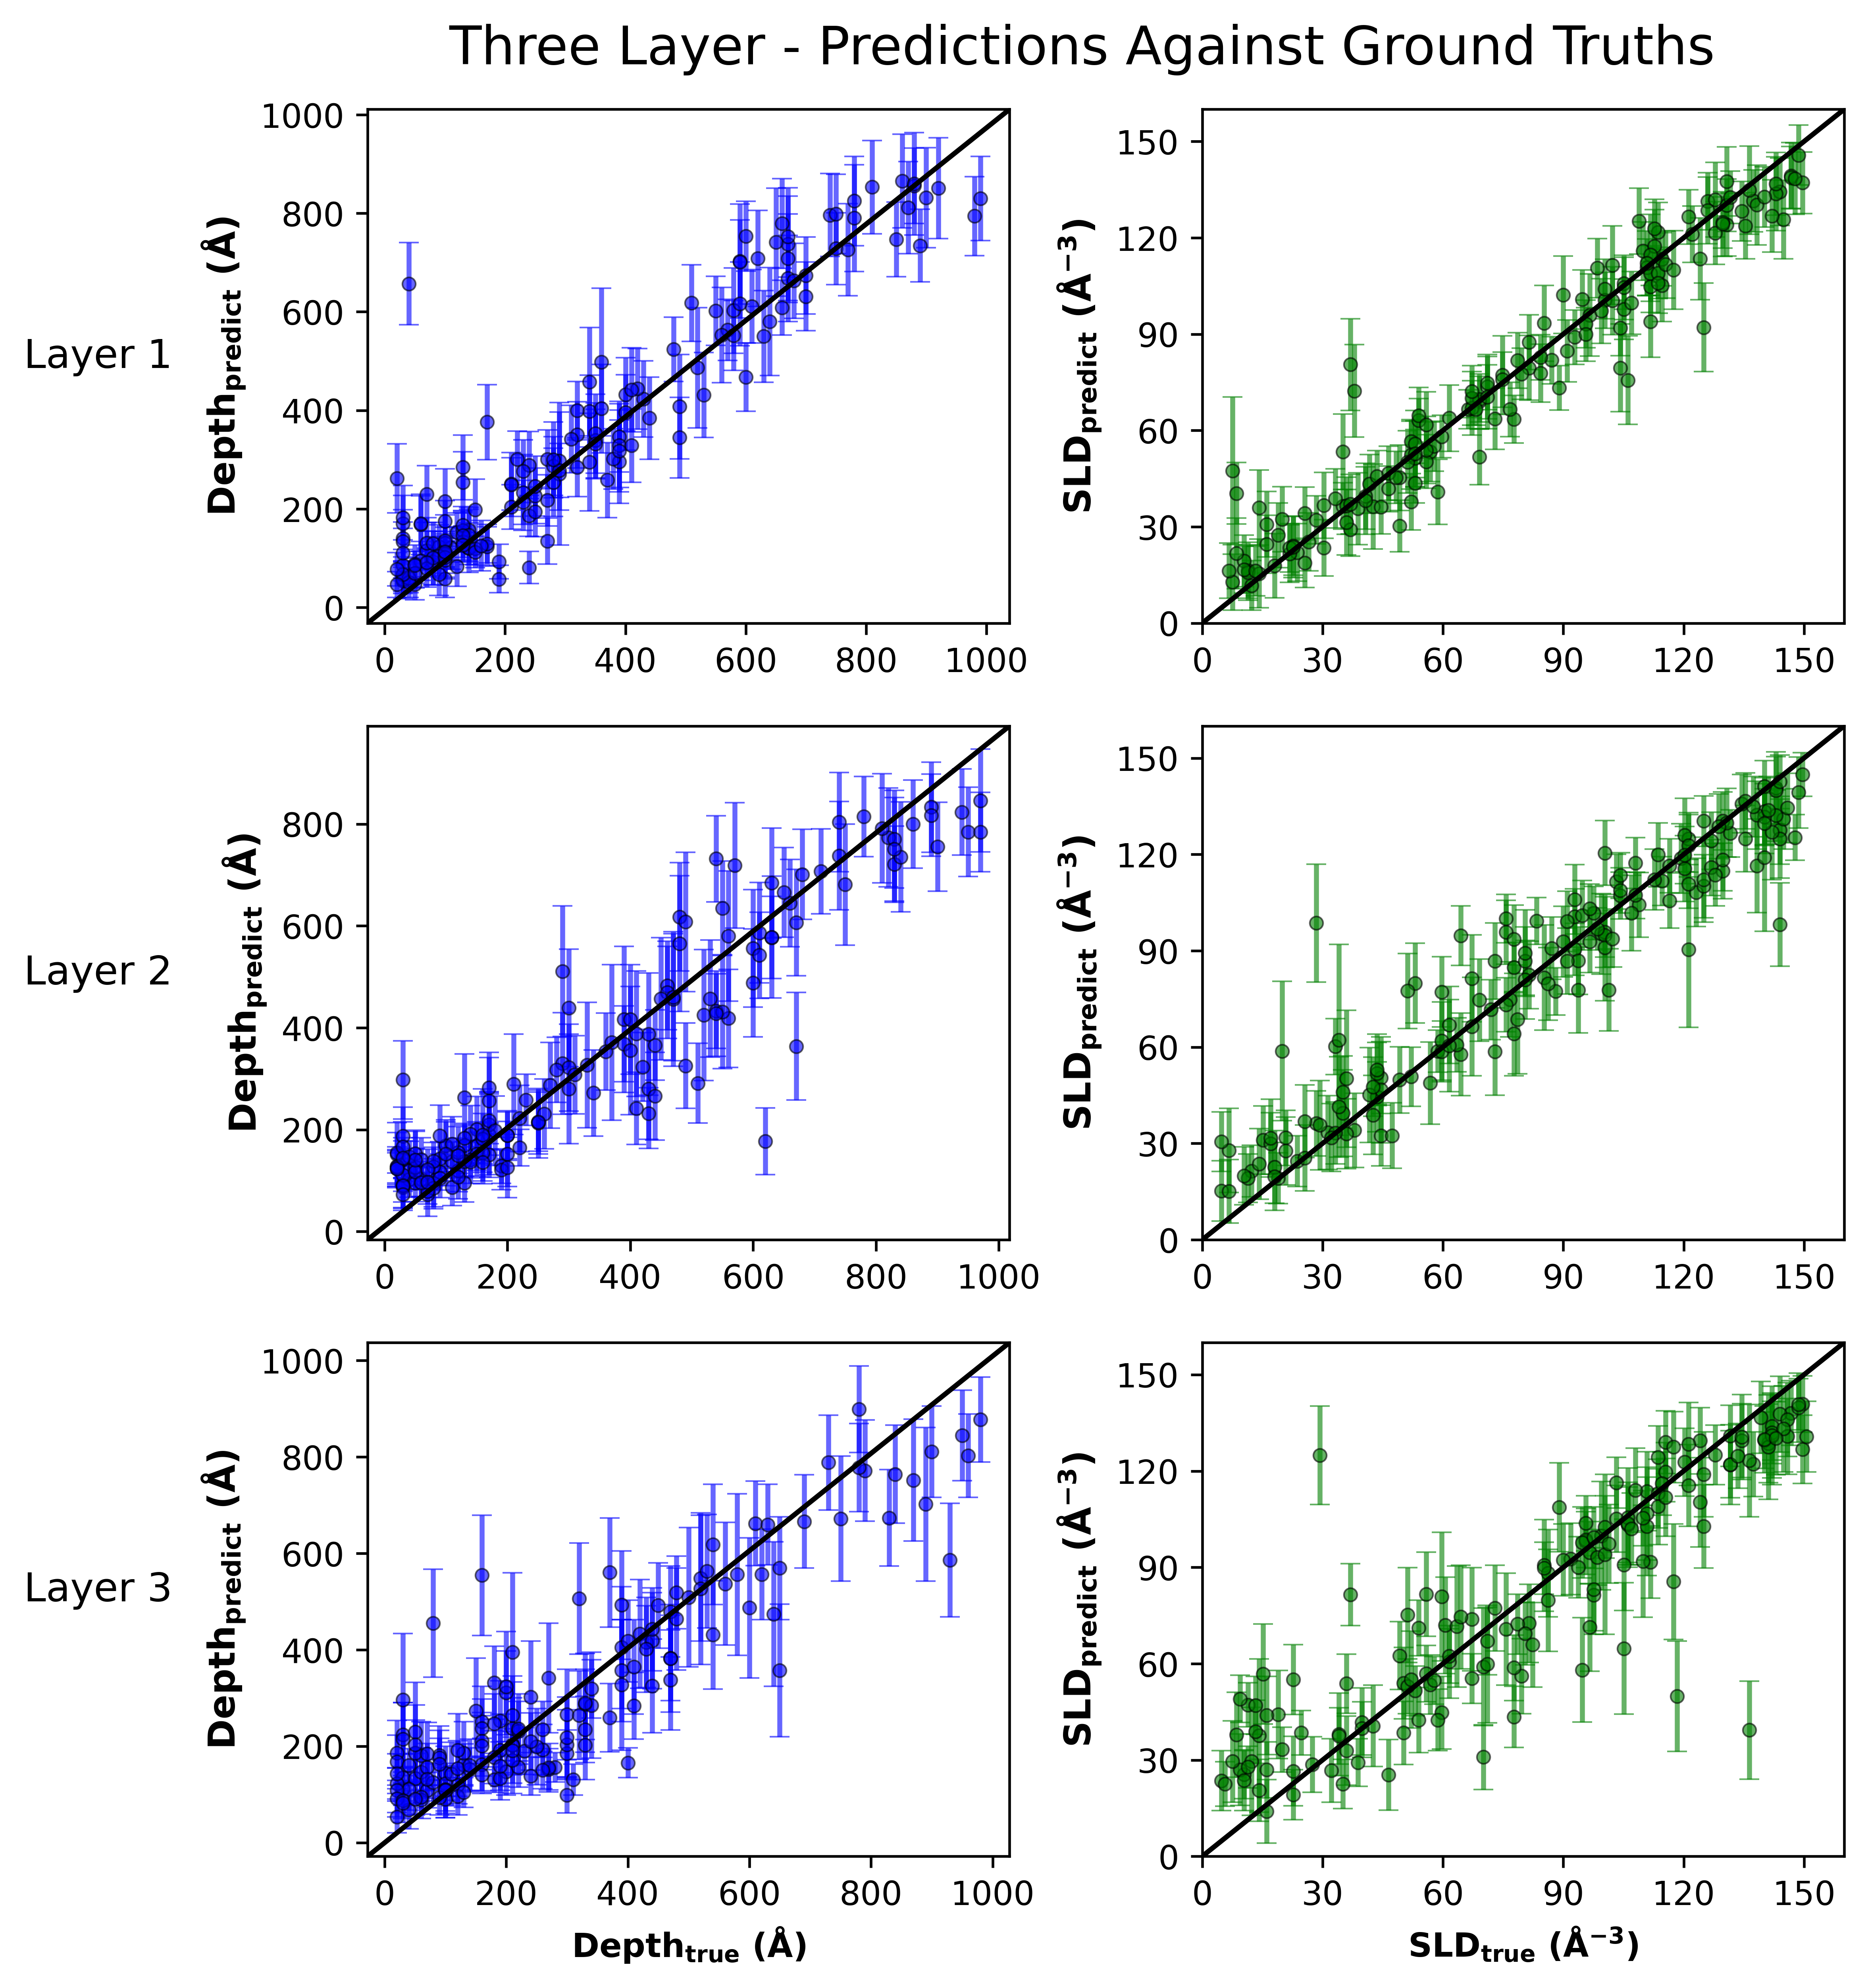 Three Layer - Predictions Against Ground Truths
Layer 1
Depth_predict (Å)
1000
800
600
400
200
0
0 200 400 600 800 1000
SLD_predict (Å⁻³)
150
120
90
60
30
0
0 30 60 90 120 150
Layer 2
Depth_predict (Å)
800
600
400
200
0
0 200 400 600 800 1000
SLD_predict (Å⁻³)
150
120
90
60
30
0
0 30 60 90 120 150
Layer 3
Depth_predict (Å)
1000
800
600
400
200
0
0 200 400 600 800 1000
Depth_true (Å)
SLD_predict (Å⁻³)
150
120
90
60
30
0
0 30 60 90 120 150
SLD_true (Å⁻³)